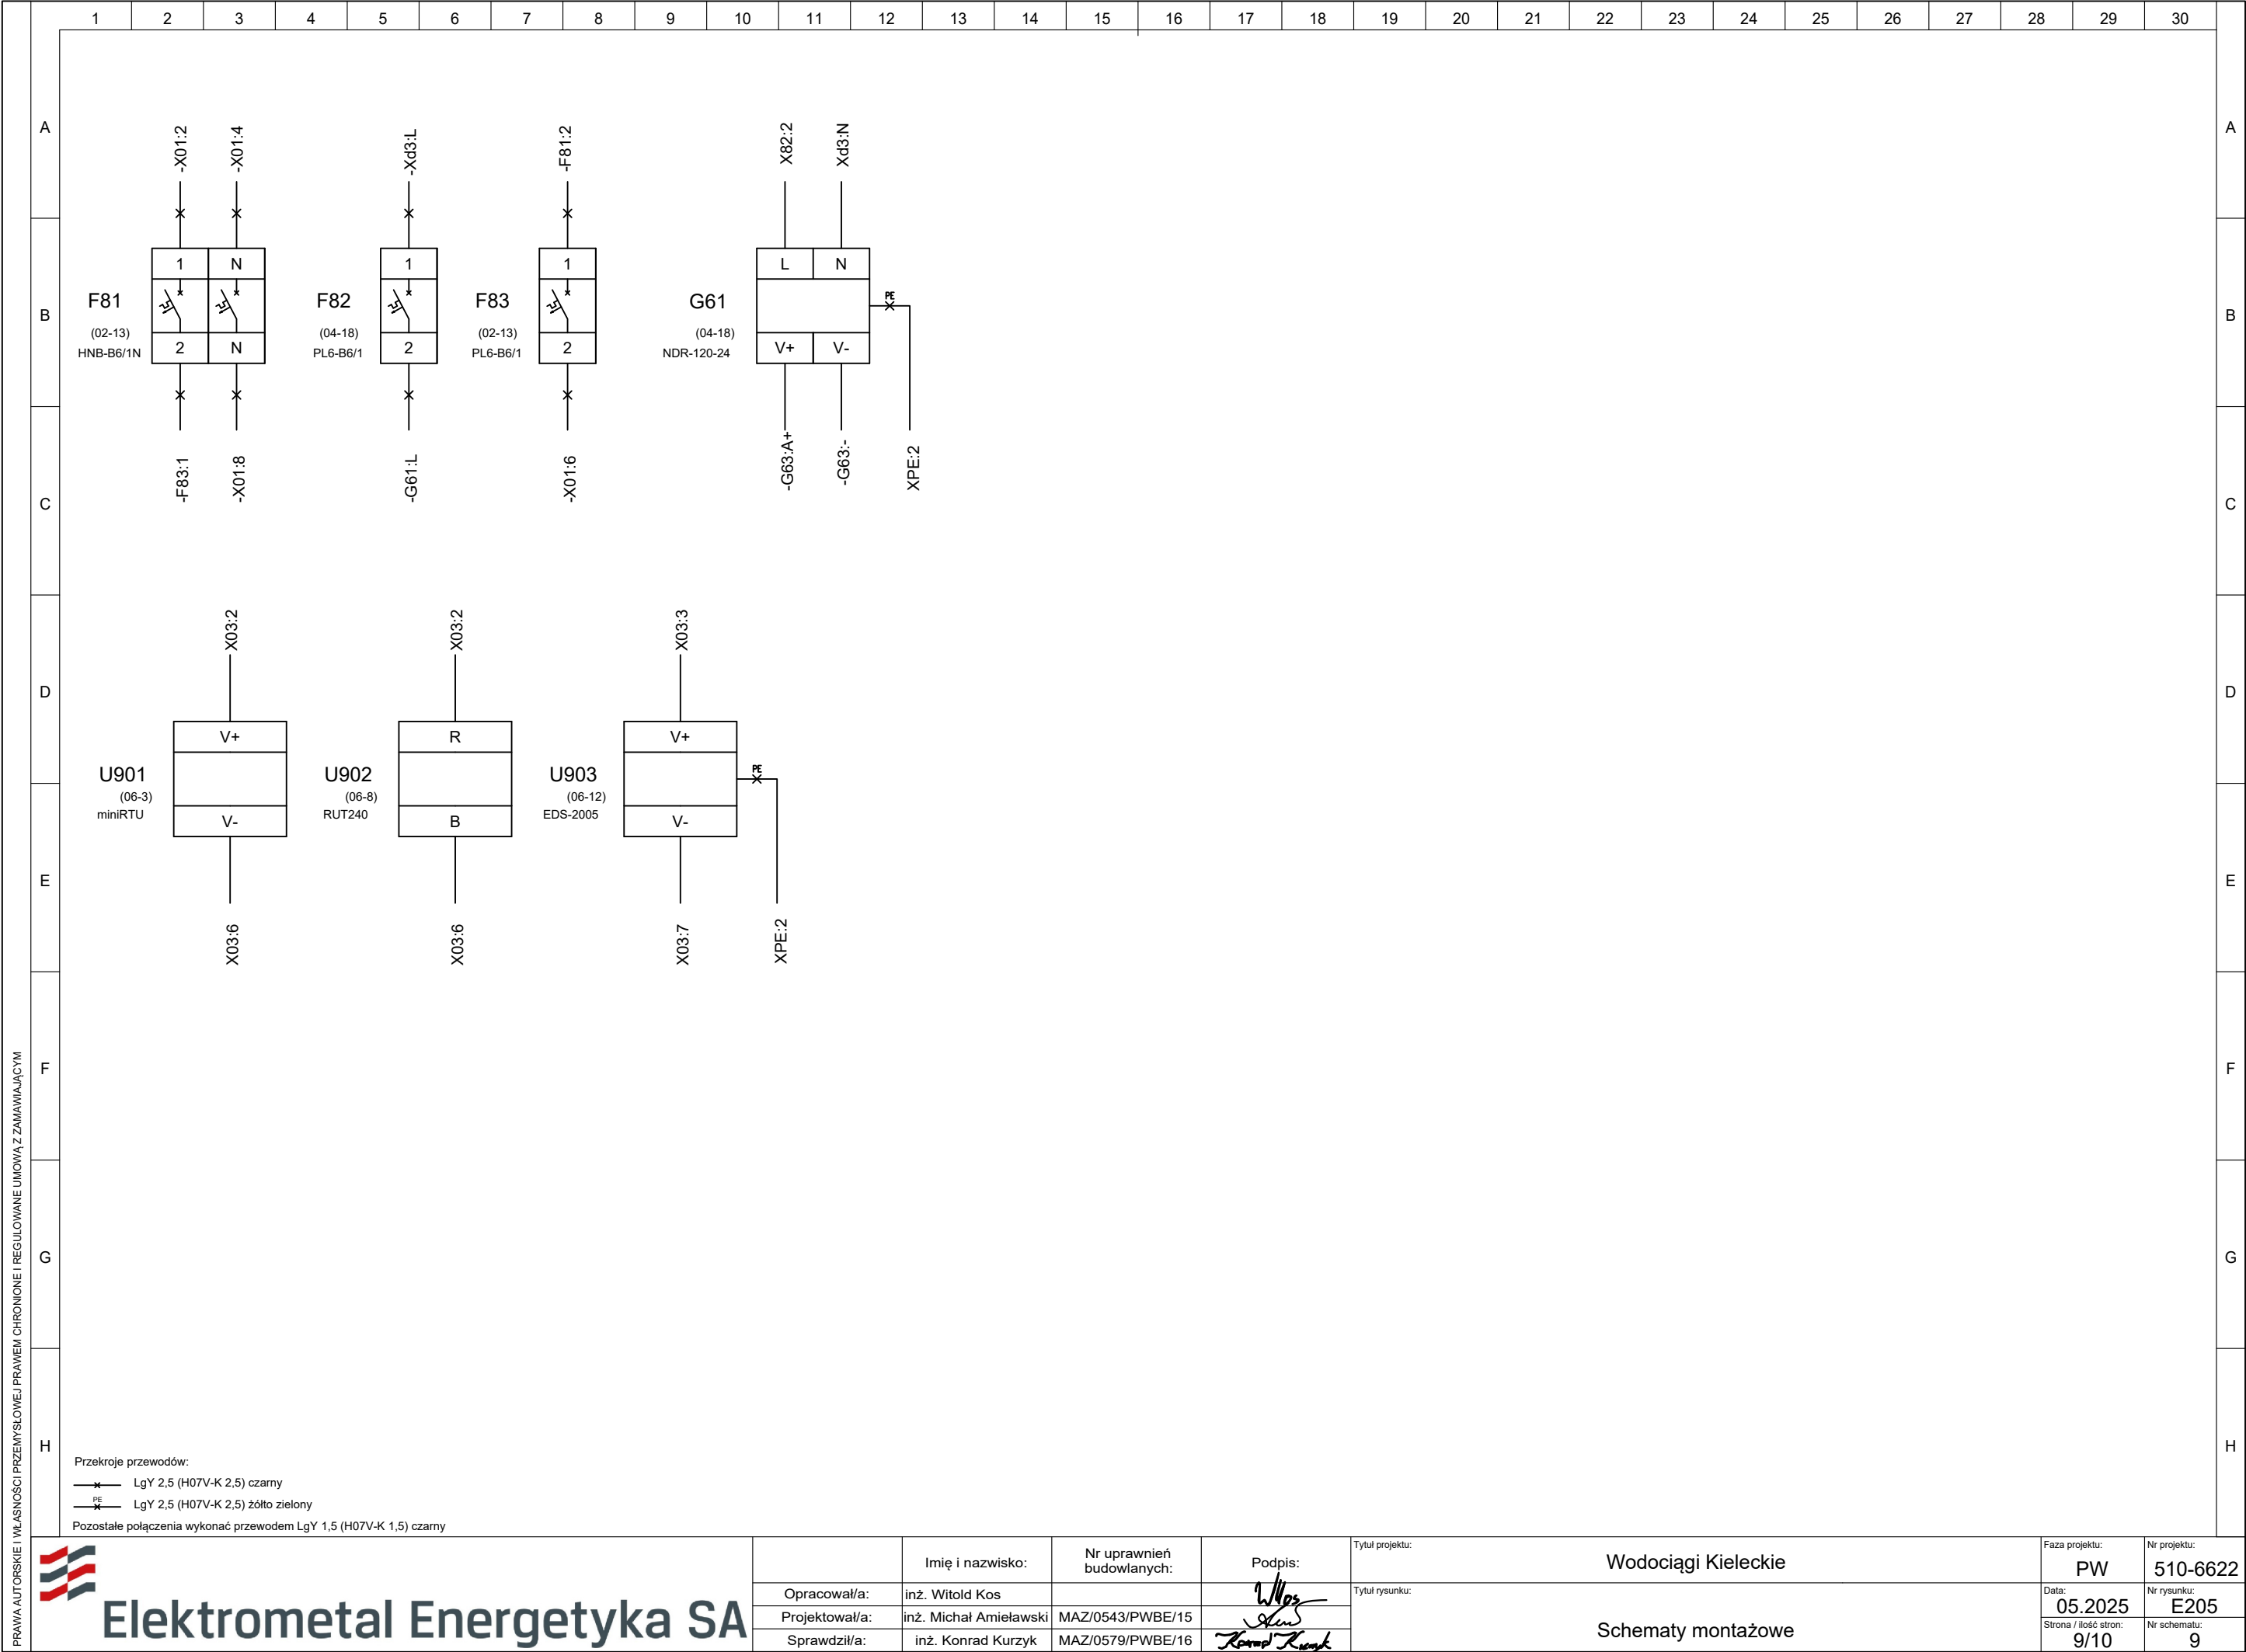 1 2 3 4 5 6 7 8 9 10 11 12 13 14 15 16 17 18 19 20 21 22 23 24 25 26 27 28 29 30
A A
-X01:2 -X01:4 -Xd3:L -F81:2 X82:2 Xd3:N
B B
1 N 1 1 L N
F81 F82 F83 G61 PE
(02-13) (04-18) (02-13) (04-18)
HNB-B6/1N PL6-B6/1 PL6-B6/1 NDR-120-24
2 N 2 2 V+ V-
C C
-F83:1 -X01:8 -G61:L -X01:6 -G63:A+ -G63:- XPE:2
X03:2 X03:2 X03:3
D D
V+ R V+
U901 U902 U903 PE
(06-3) (06-8) (06-12)
miniRTU RUT240 EDS-2005
V- B V-
E E
X03:6 X03:6 X03:7 XPE:2
F F
G G
H H
Przekroje przewodów:
LgY 2,5 (H07V-K 2,5) czarny
PE LgY 2,5 (H07V-K 2,5) żółto zielony
Pozostałe połączenia wykonać przewodem LgY 1,5 (H07V-K 1,5) czarny
PRAWA AUTORSKIE I WŁASNOŚCI PRZEMYSŁOWEJ PRAWEM CHRONIONE I REGULOWANE UMOWĄ Z ZAMAWIAJĄCYM
Elektrometal Energetyka SA
Imię i nazwisko: Nr uprawnień budowlanych: Podpis:
Opracował/a: inż. Witold Kos
Projektował/a: inż. Michał Amieławski MAZ/0543/PWBE/15
Sprawdził/a: inż. Konrad Kurzyk MAZ/0579/PWBE/16 Konrad Kurzyk
Tytuł projektu: Wodociągi Kieleckie
Tytuł rysunku: Schematy montażowe
Faza projektu: PW
Nr projektu: 510-6622
Data: 05.2025
Nr rysunku: E205
Strona / ilość stron: 9/10
Nr schematu: 9